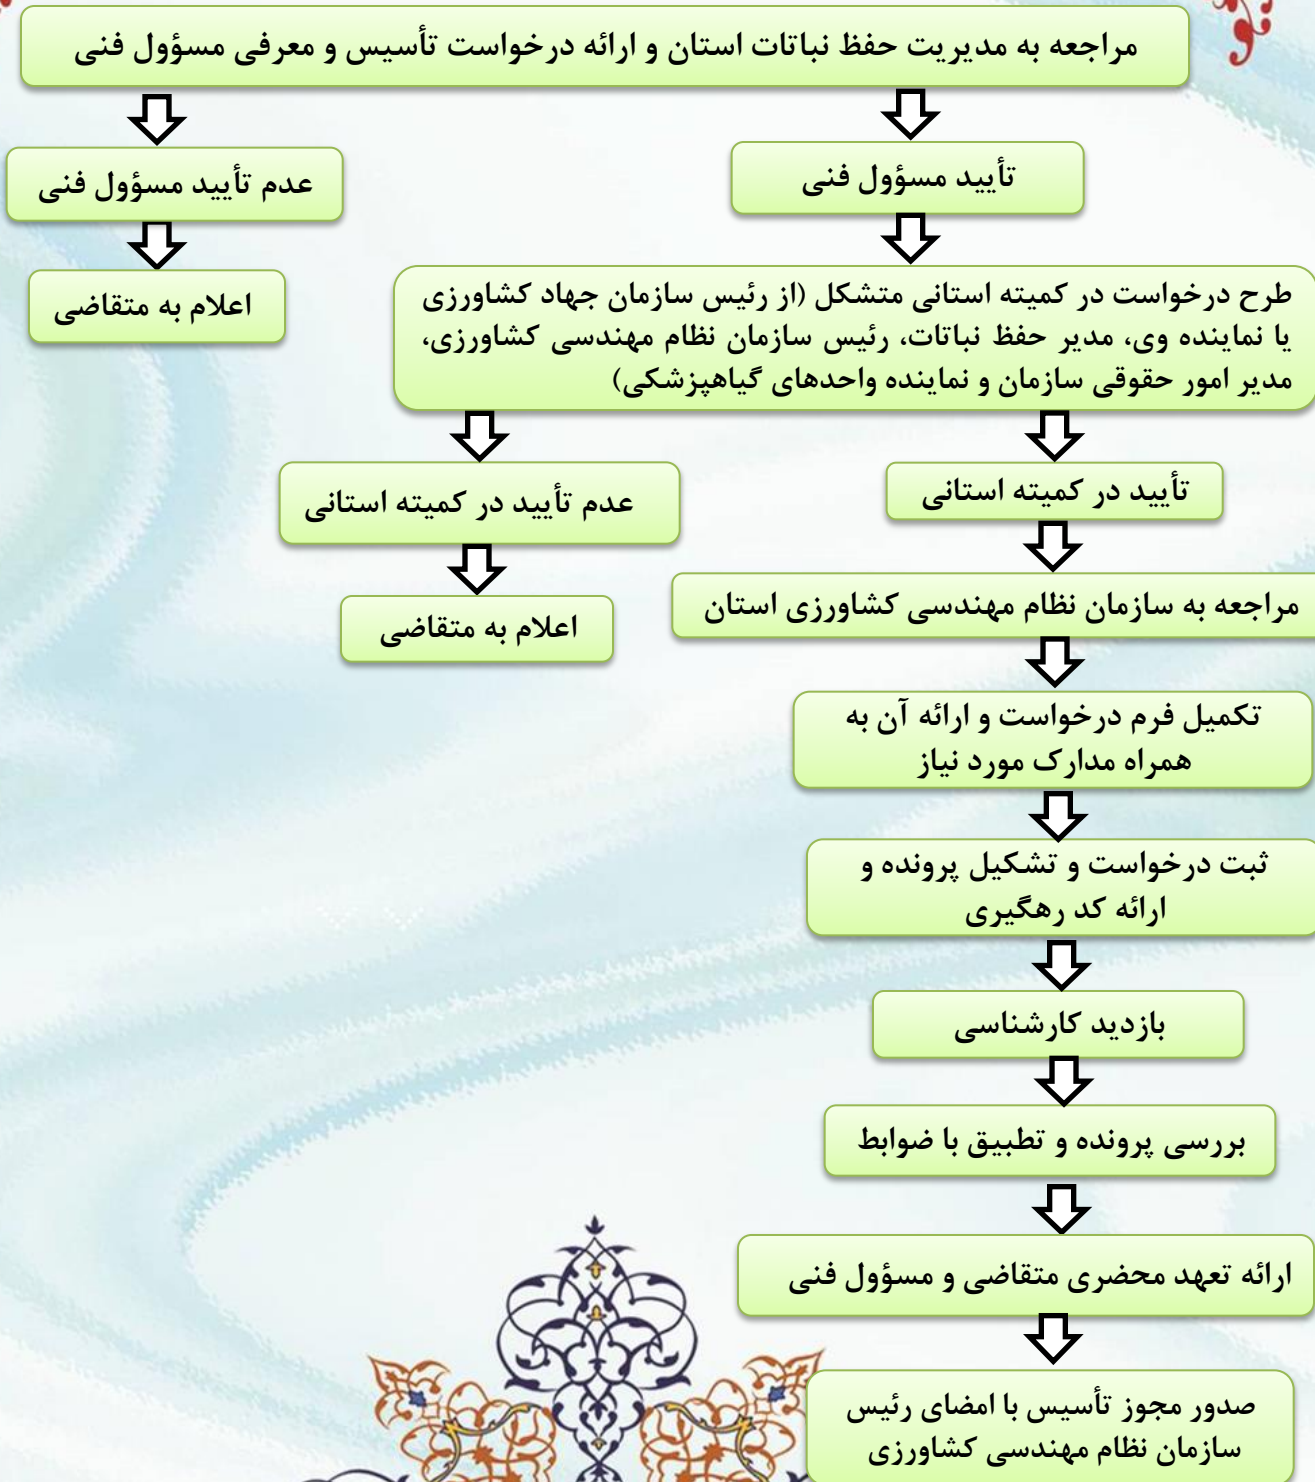 مراجعه به مدیریت حفظ نباتات استان و ارائه درخواست تأسیس و معرفی مسؤول فنی
تأیید مسؤول فنی
عدم تأیید مسؤول فنی
اعلام به متقاضی
طرح درخواست در کمیته استانی متشکل (از رئیس سازمان جهاد کشاورزی
یا نماینده وی، مدیر حفظ نباتات، رئیس سازمان نظام مهندسی کشاورزی،
مدیر امور حقوقی سازمان و نماینده واحدهای گیاهپزشکی)
تأیید در کمیته استانی
عدم تأیید در کمیته استانی
اعلام به متقاضی
مراجعه به سازمان نظام مهندسی کشاورزی استان
تکمیل فرم درخواست و ارائه آن به
همراه مدارک مورد نیاز
ثبت درخواست و تشکیل پرونده و
ارائه کد رهگیری
بازدید کارشناسی
بررسی پرونده و تطبیق با ضوابط
ارائه تعهد محضری متقاضی و مسؤول فنی
صدور مجوز تأسیس با امضای رئیس
سازمان نظام مهندسی کشاورزی